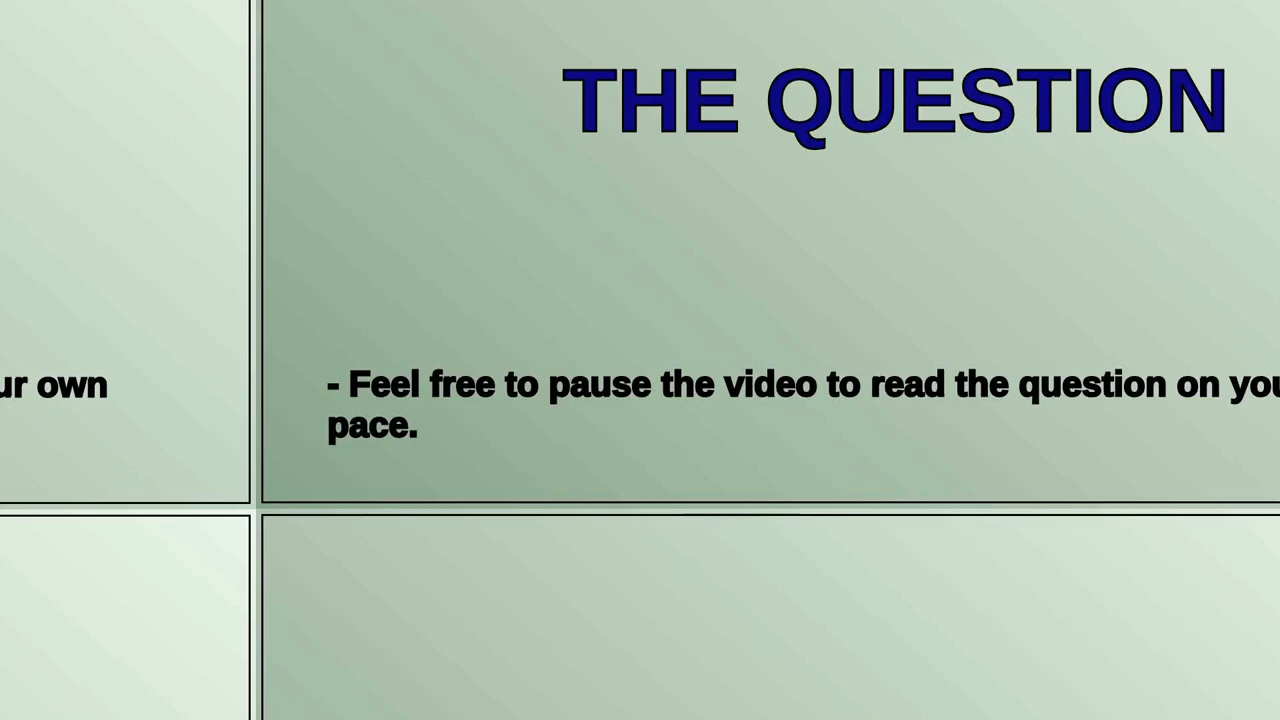 THE QUESTION
ur own
- Feel free to pause the video to read the question on you
pace.